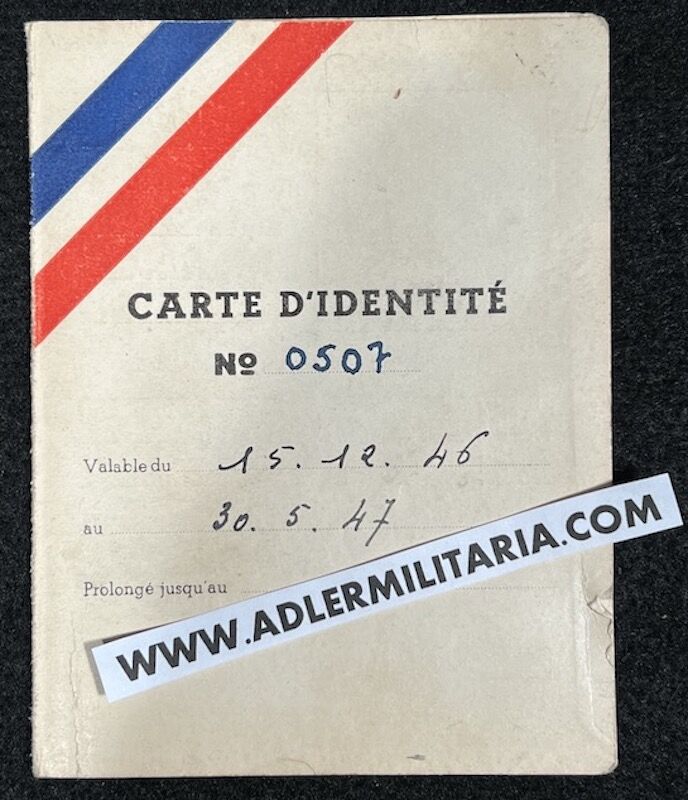 CARTE D'IDENTITÉ
Nº 0507
Valable du 15. 12. 46
au 30. 5. 47
Prolongé jusqu'au
WWW.ADLERMILITARIA.COM